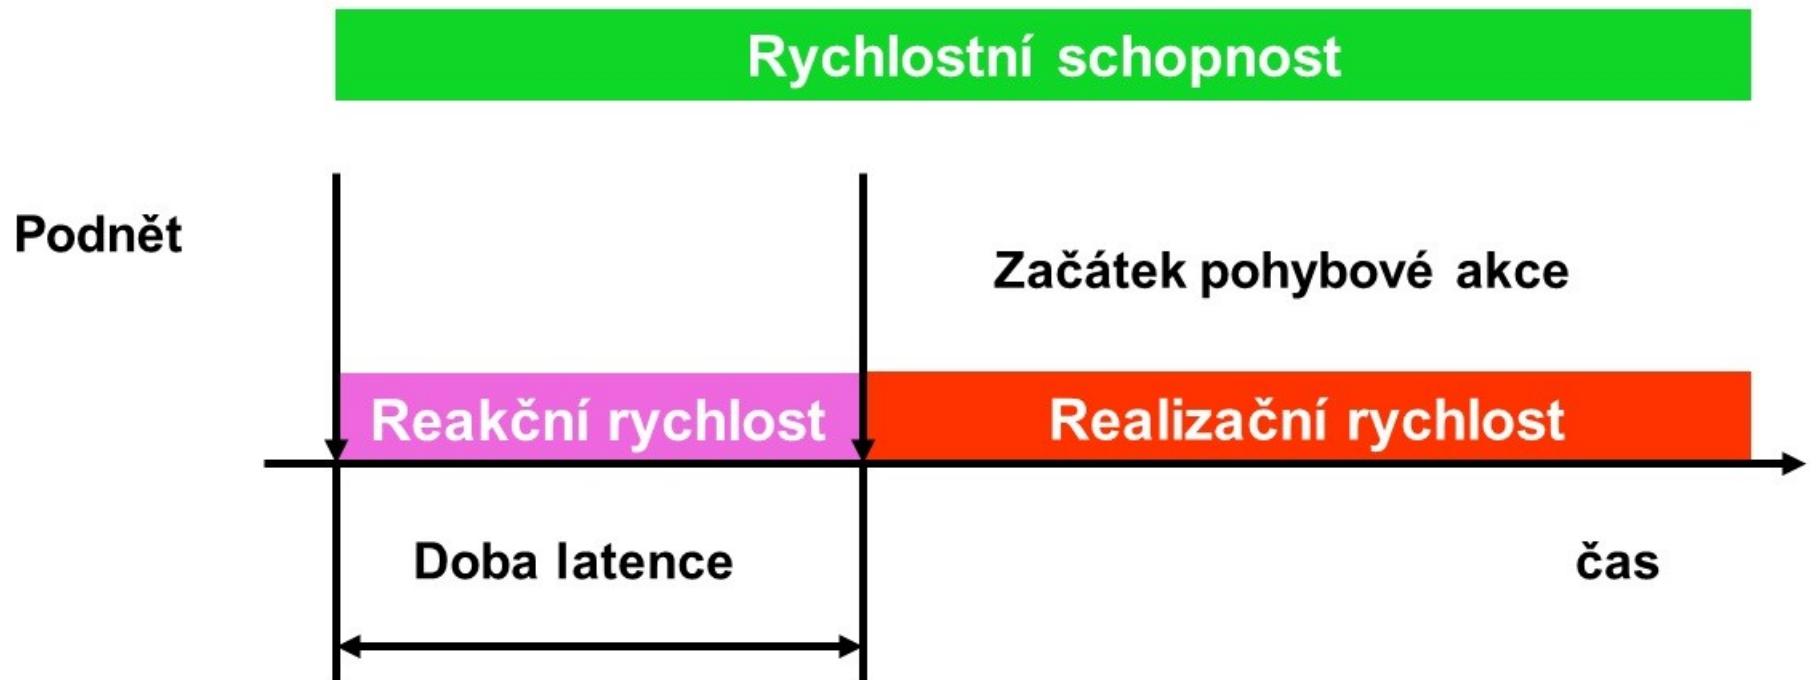 Rychlostní schopnost
Podnět
Začátek pohybové akce
Reakční rychlost
Realizační rychlost
Doba latence
čas